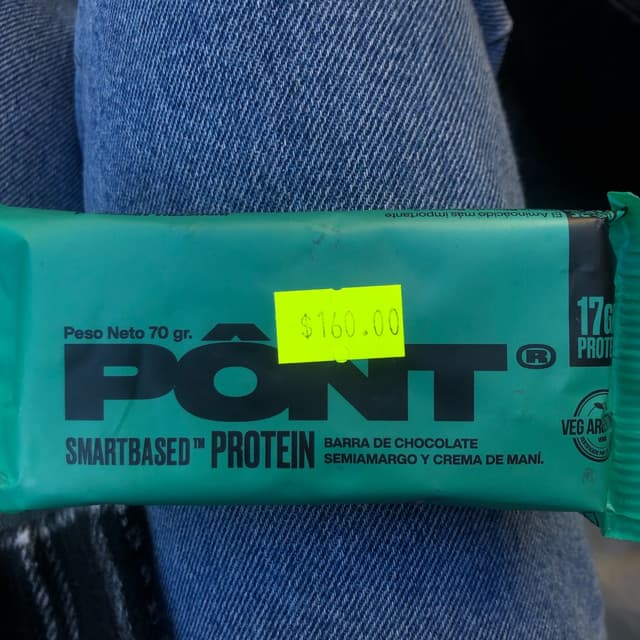 El Aminoácido más importante
$160.00
17G
PROT
Peso Neto 70 gr.
PÔNT®
SMARTBASED™ PROTEIN
BARRA DE CHOCOLATE
SEMIAMARGO Y CREMA DE MANÍ.
VEG AR